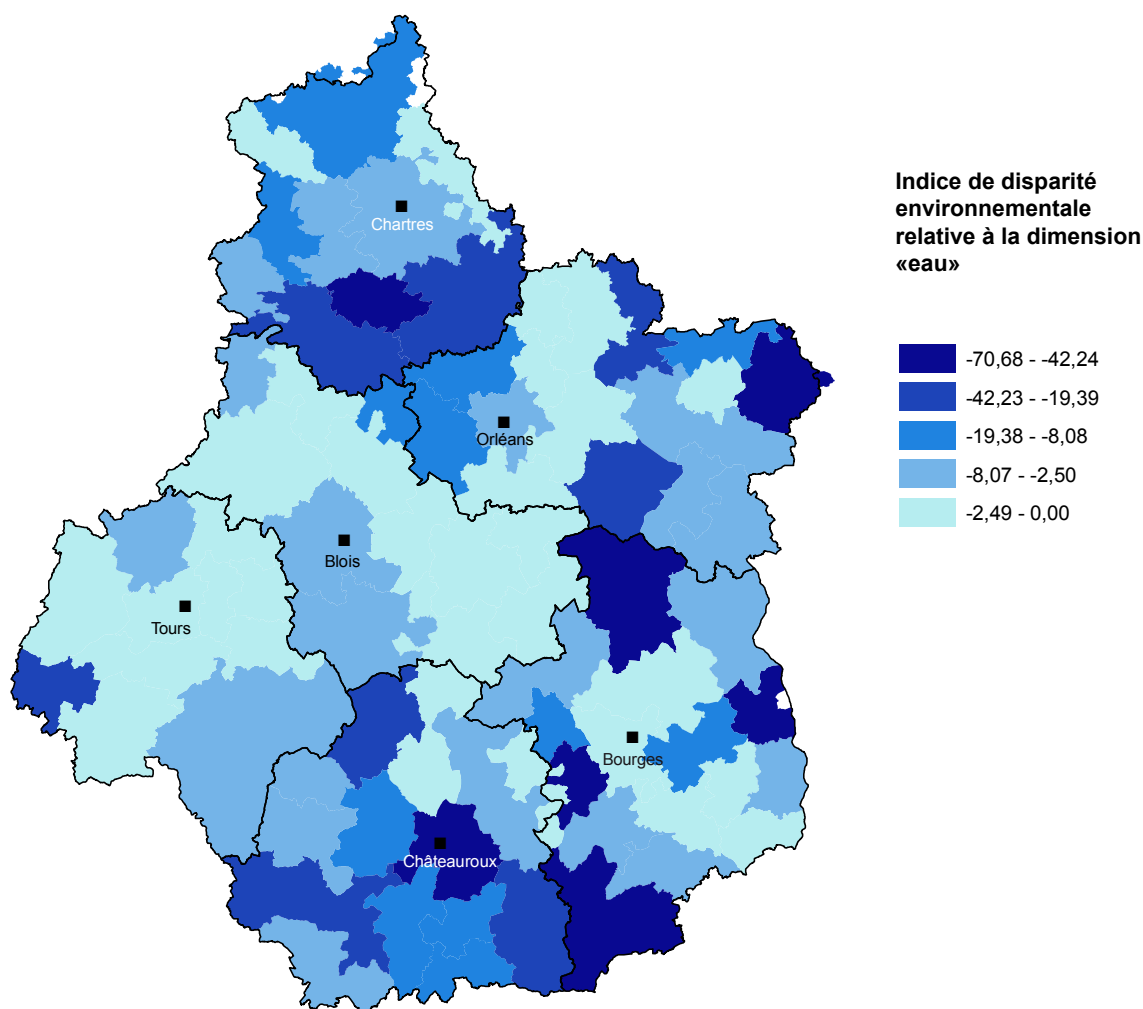 Chartres
Orléans
Blois
Tours
Bourges
Châteauroux
Indice de disparité
environnementale
relative à la dimension
«eau»
-70,68 - -42,24
-42,23 - -19,39
-19,38 - -8,08
-8,07 - -2,50
-2,49 - 0,00